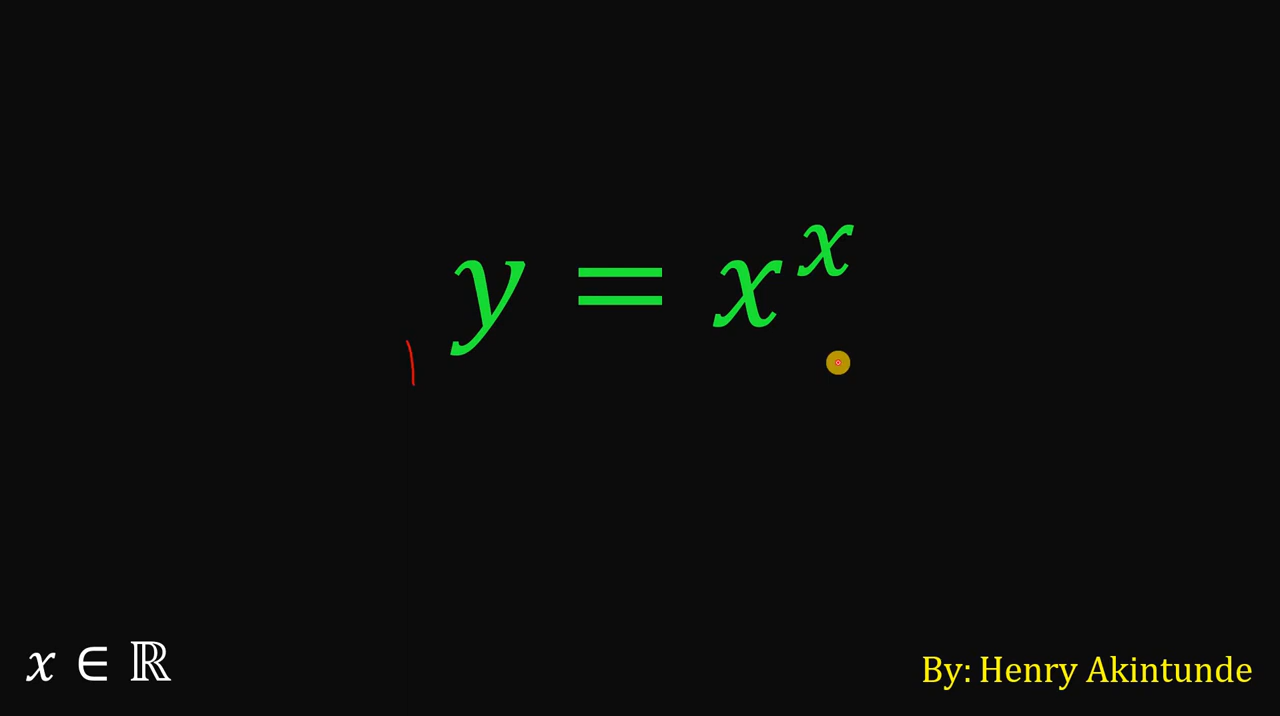 y = x^x
x ∈ ℝ
By: Henry Akintunde